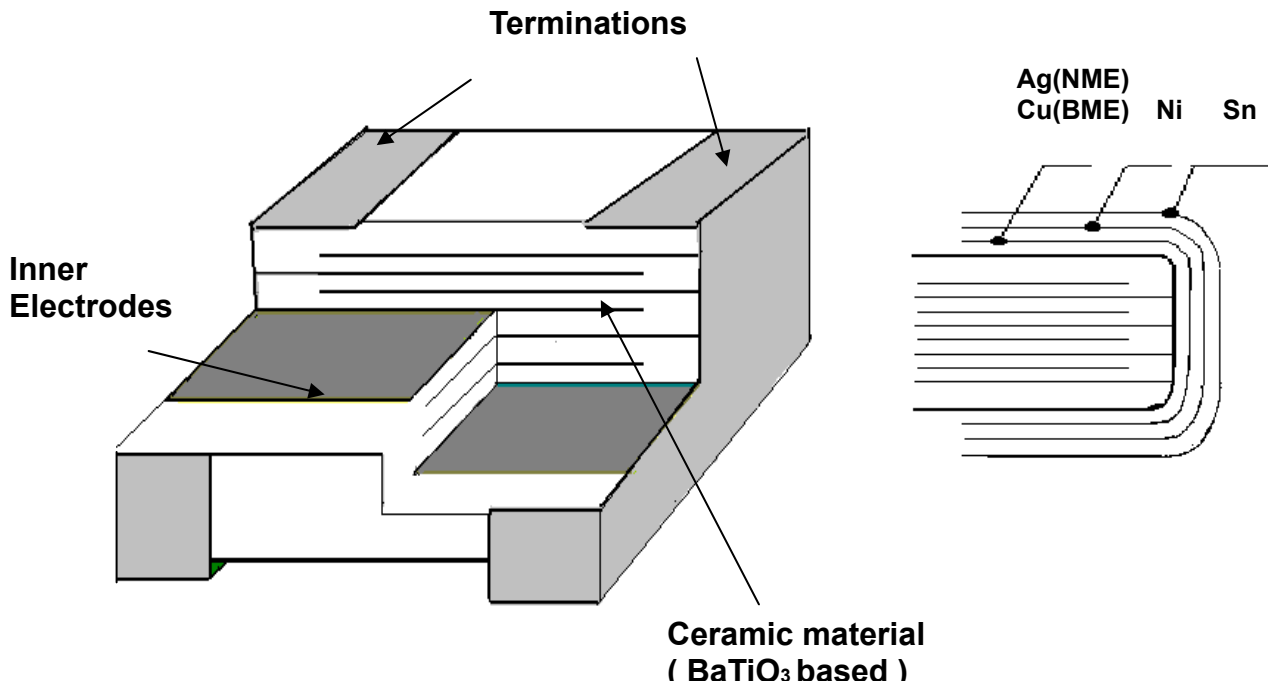 Terminations
Ag(NME)
Cu(BME) Ni Sn
Inner
Electrodes
Ceramic material
( BaTiO₃ based )